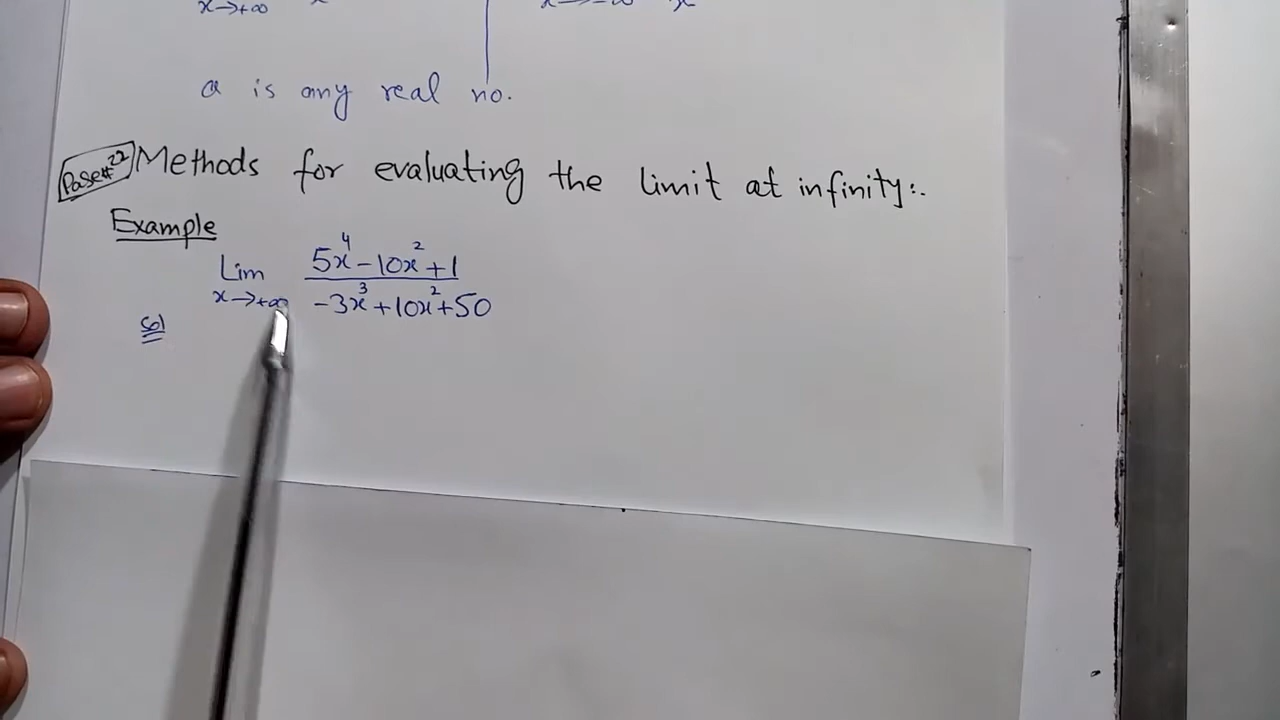 x→+∞ x→-∞ x
a is any real no.
Page#22 Methods for evaluating the limit at infinity:.
Example
Lim 5x⁴-10x²+1
x→+∞ -3x³+10x²+50
Sol